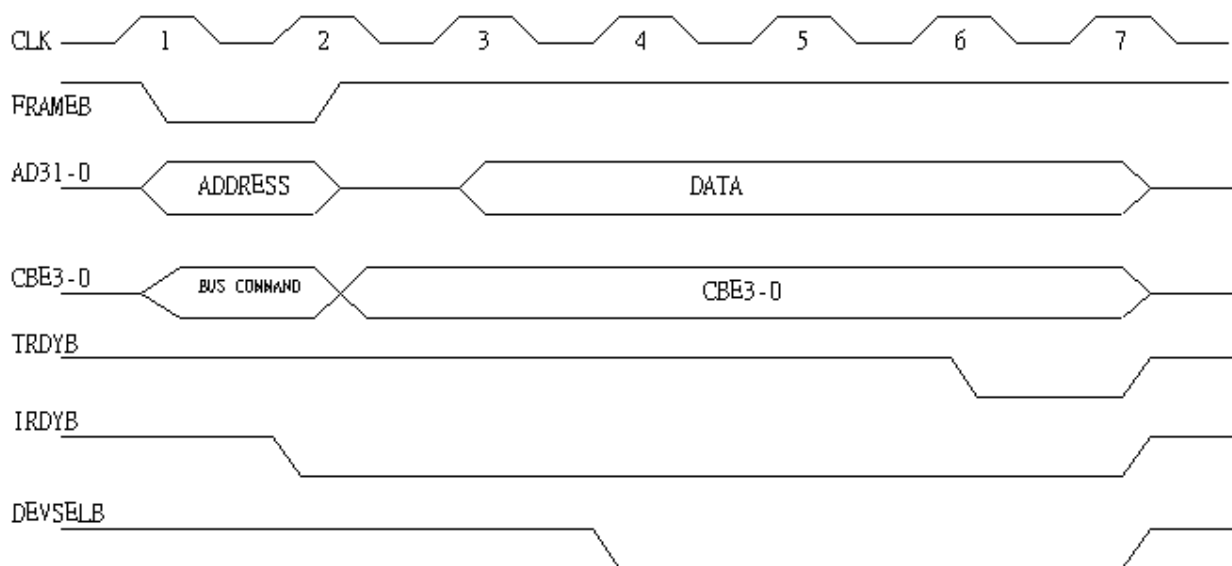 CLK 1 2 3 4 5 6 7
FRAMEB
AD31-0 ADDRESS DATA
CBE3-0 BUS COMMAND CBE3-0
TRDYB
IRDYB
DEVSELB